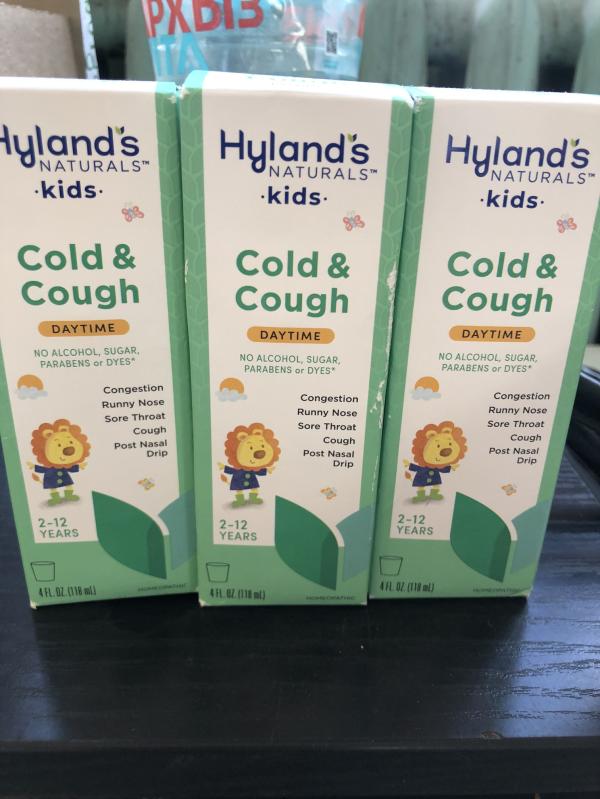 РХЫЗ
Hyland's
NATURALS™
·kids·
Cold &
Cough
DAYTIME
NO ALCOHOL, SUGAR,
PARABENS or DYES*
Congestion
Runny Nose
Sore Throat
Cough
Post Nasal
Drip
2-12
YEARS
4 FL. OZ. (118 mL)
HOMEOPATHIC
Hyland's
NATURALS™
·kids·
Cold &
Cough
DAYTIME
NO ALCOHOL, SUGAR,
PARABENS or DYES*
Congestion
Runny Nose
Sore Throat
Cough
Post Nasal
Drip
2-12
YEARS
4 FL. OZ. (118 mL)
HOMEOPATHIC
Hyland's
NATURALS™
·kids·
Cold &
Cough
DAYTIME
NO ALCOHOL, SUGAR,
PARABENS or DYES*
Congestion
Runny Nose
Sore Throat
Cough
Post Nasal
Drip
2-12
YEARS
4 FL. OZ. (118 mL)
HOMEOPATHIC